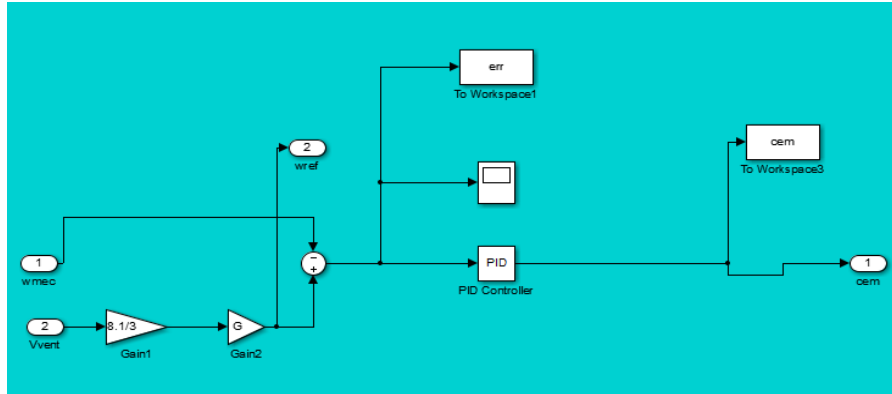 err
To Workspace1
2
wref
cem
To Workspace3
−
+
1
wmec
PID
PID Controller
1
cem
2
Vvent
8.1/3
Gain1
G
Gain2